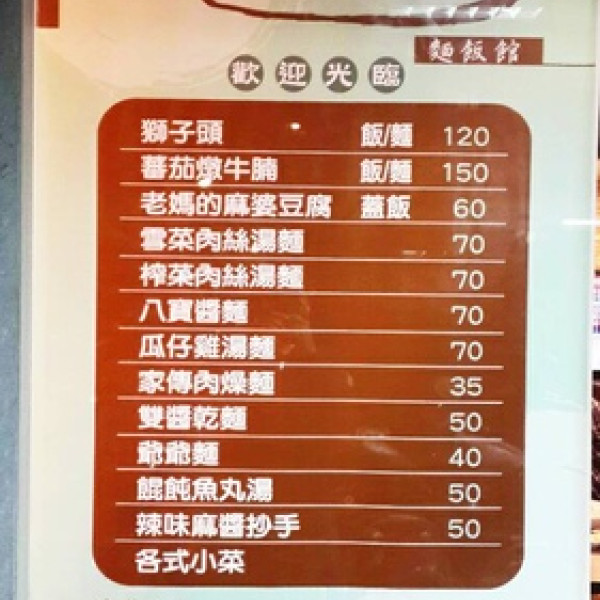 麵飯館
歡迎光臨
獅子頭 飯/麵 120
蕃茄燉牛腩 飯/麵 150
老媽的麻婆豆腐 蓋飯 60
雪菜肉絲湯麵 70
榨菜肉絲湯麵 70
八寶醬麵 70
瓜仔雞湯麵 70
家傳肉燥麵 35
雙醬乾麵 50
爺爺麵 40
餛飩魚丸湯 50
辣味麻醬抄手 50
各式小菜